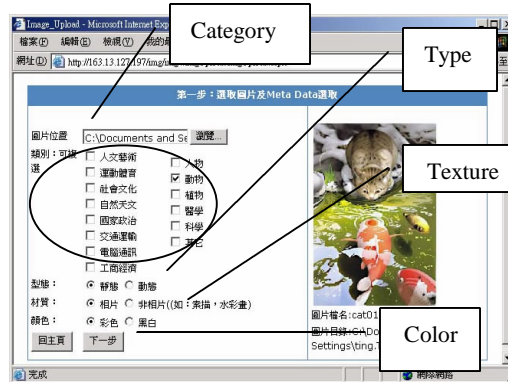 Image_Upload - Microsoft Internet Exp
Category
檔案(F) 編輯(E) 檢視(V) 我的最
Type
網址(D) http://163.13.127.197/img/
至
第一步：選取圖片及Meta Data選取
圖片位置 C:\Documents and Se 瀏覽...
類別：可複選
人文藝術 人物
運動體育 動物
社會文化 植物
自然天文 醫學
國家政治 科學
交通運輸 其它
電腦通訊
工商經濟
Texture
型態： 靜態 動態
材質： 相片 非相片((如：素描，水彩畫)
顏色： 彩色 黑白
回主頁 下一步
圖片檔名:cat01
圖片目錄:C:\Do
Settings\ting.T
Color
完成
網際網路